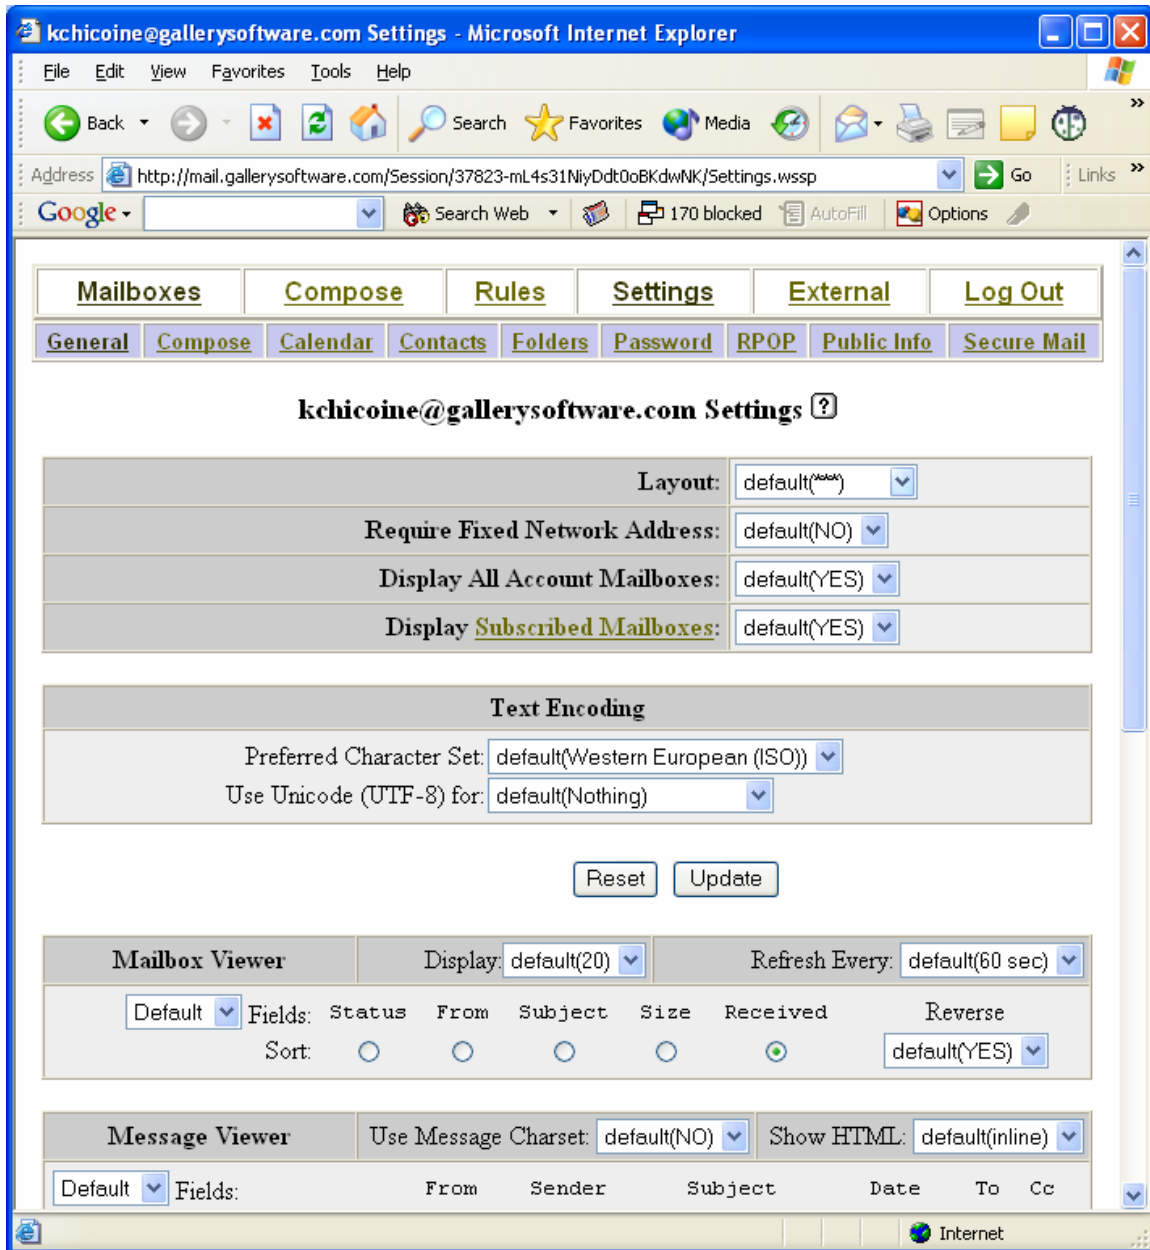 kchicoine@gallerysoftware.com Settings - Microsoft Internet Explorer
File Edit View Favorites Tools Help
Back Search Favorites Media »
Address http://mail.gallerysoftware.com/Session/37823-mL4s31NiyDdt0oBKdwNK/Settings.wssp Go Links »
Google Search Web 170 blocked AutoFill Options
Mailboxes Compose Rules Settings External Log Out
General Compose Calendar Contacts Folders Password RPOP Public Info Secure Mail
kchicoine@gallerysoftware.com Settings ?
Layout: default(***)
Require Fixed Network Address: default(NO)
Display All Account Mailboxes: default(YES)
Display Subscribed Mailboxes: default(YES)
Text Encoding
Preferred Character Set: default(Western European (ISO))
Use Unicode (UTF-8) for: default(Nothing)
Reset Update
Mailbox Viewer Display: default(20) Refresh Every: default(60 sec)
Default Fields: Status From Subject Size Received Reverse
Sort: default(YES)
Message Viewer Use Message Charset: default(NO) Show HTML: default(inline)
Default Fields: From Sender Subject Date To Cc
Internet